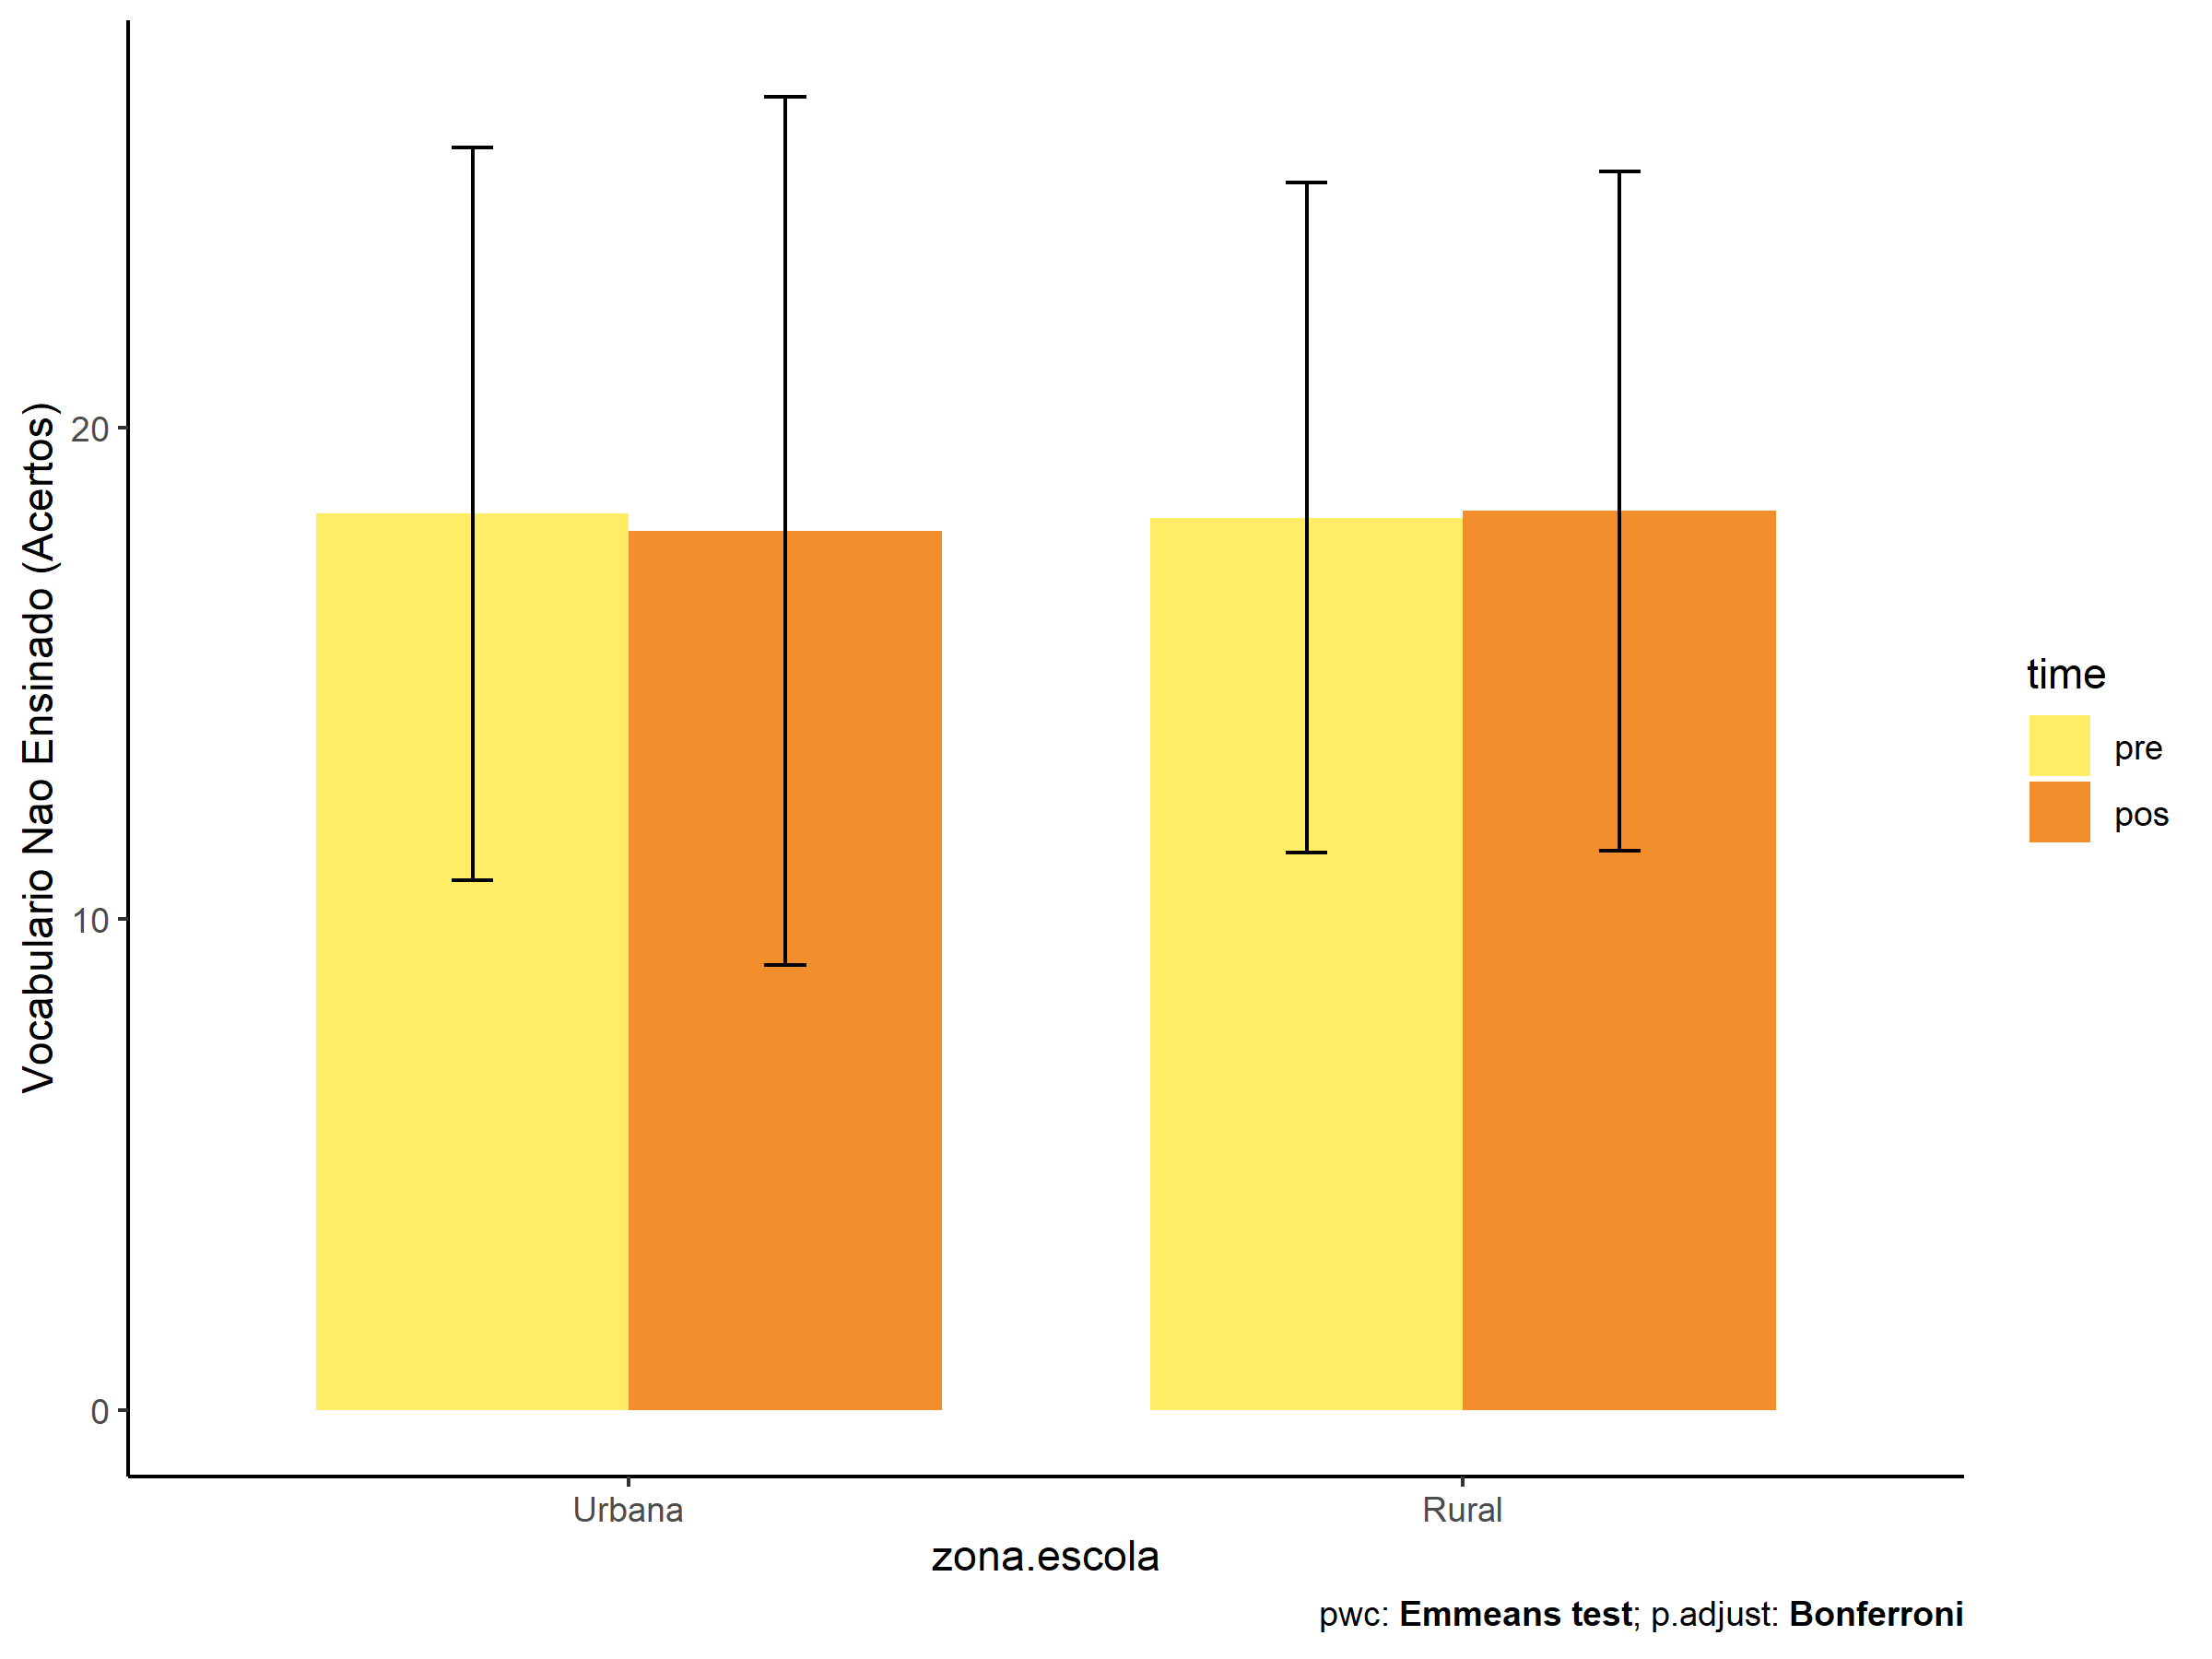 Vocabulario Nao Ensinado (Acertos)
20
10
0
Urbana
Rural
zona.escola
time
pre
pos
pwc: Emmeans test; p.adjust: Bonferroni